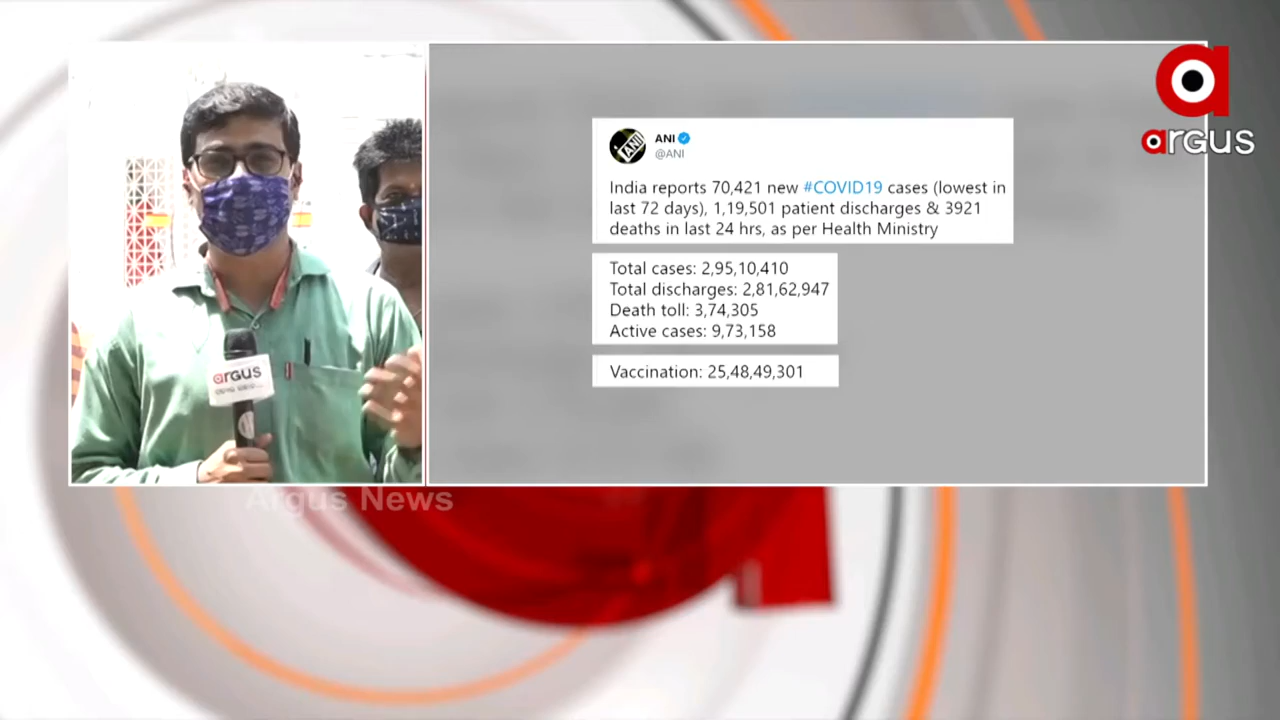 argus
ANI
@ANI
India reports 70,421 new #COVID19 cases (lowest in
last 72 days), 1,19,501 patient discharges & 3921
deaths in last 24 hrs, as per Health Ministry
Total cases: 2,95,10,410
Total discharges: 2,81,62,947
Death toll: 3,74,305
Active cases: 9,73,158
Vaccination: 25,48,49,301
argus
Argus News